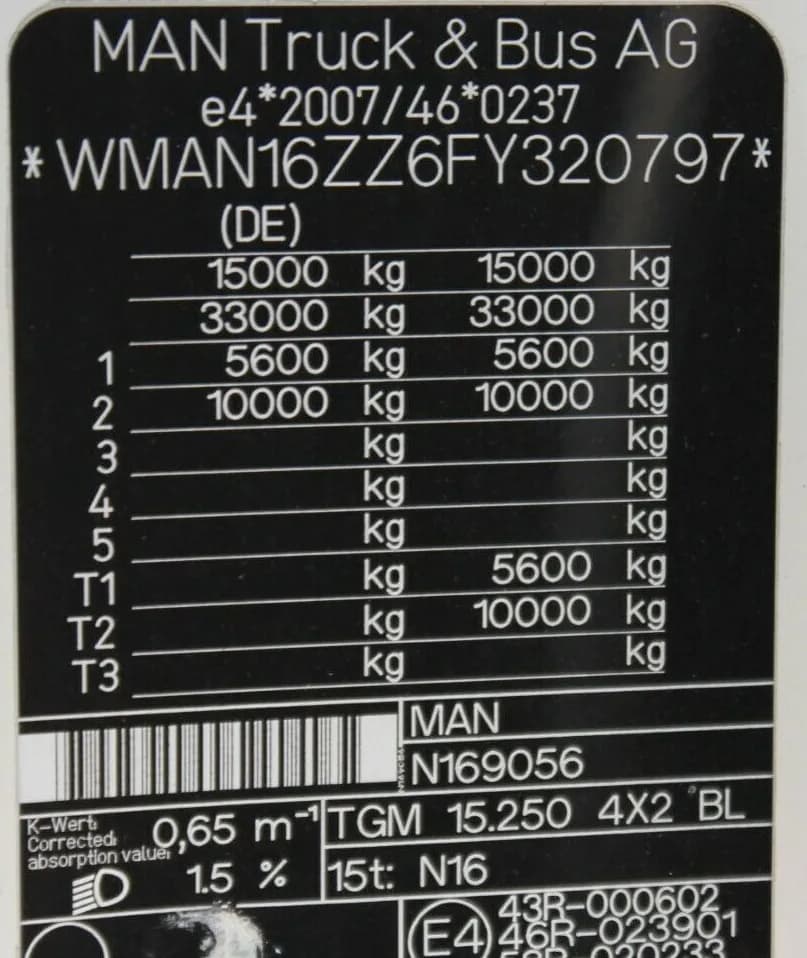 MAN Truck & Bus AG
e4*2007/46*0237
*WMAN16ZZ6FY320797*
(DE)
15000 kg 15000 kg
33000 kg 33000 kg
1 5600 kg 5600 kg
2 10000 kg 10000 kg
3 kg kg
4 kg kg
5 kg kg
T1 kg 5600 kg
T2 kg 10000 kg
T3 kg kg
MAN
N169056
K-Wert
Corrected
absorption value
0,65 m⁻¹
TGM 15.250 4X2 BL
1.5 %
15t: N16
E4
43R-000602
46R-023901
020233